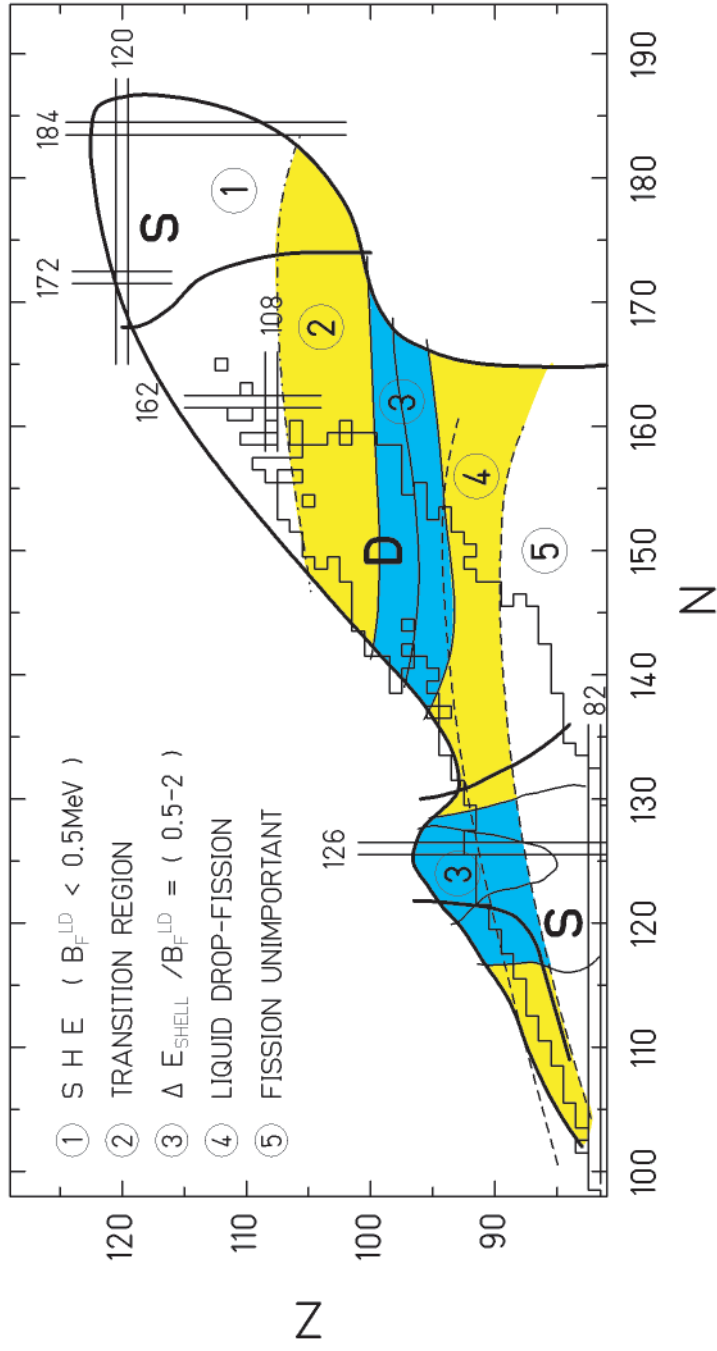 ① S H E ( B_F^LD < 0.5MeV )
② TRANSITION REGION
③ Δ E_SHELL /B_F^LD = ( 0.5-2 )
④ LIQUID DROP-FISSION
⑤ FISSION UNIMPORTANT
Z
120
110
100
90
N
100
110
120
130
140
150
160
170
180
190
126
162
172
184
120
108
82
S
D
S
①
②
③
③
④
⑤